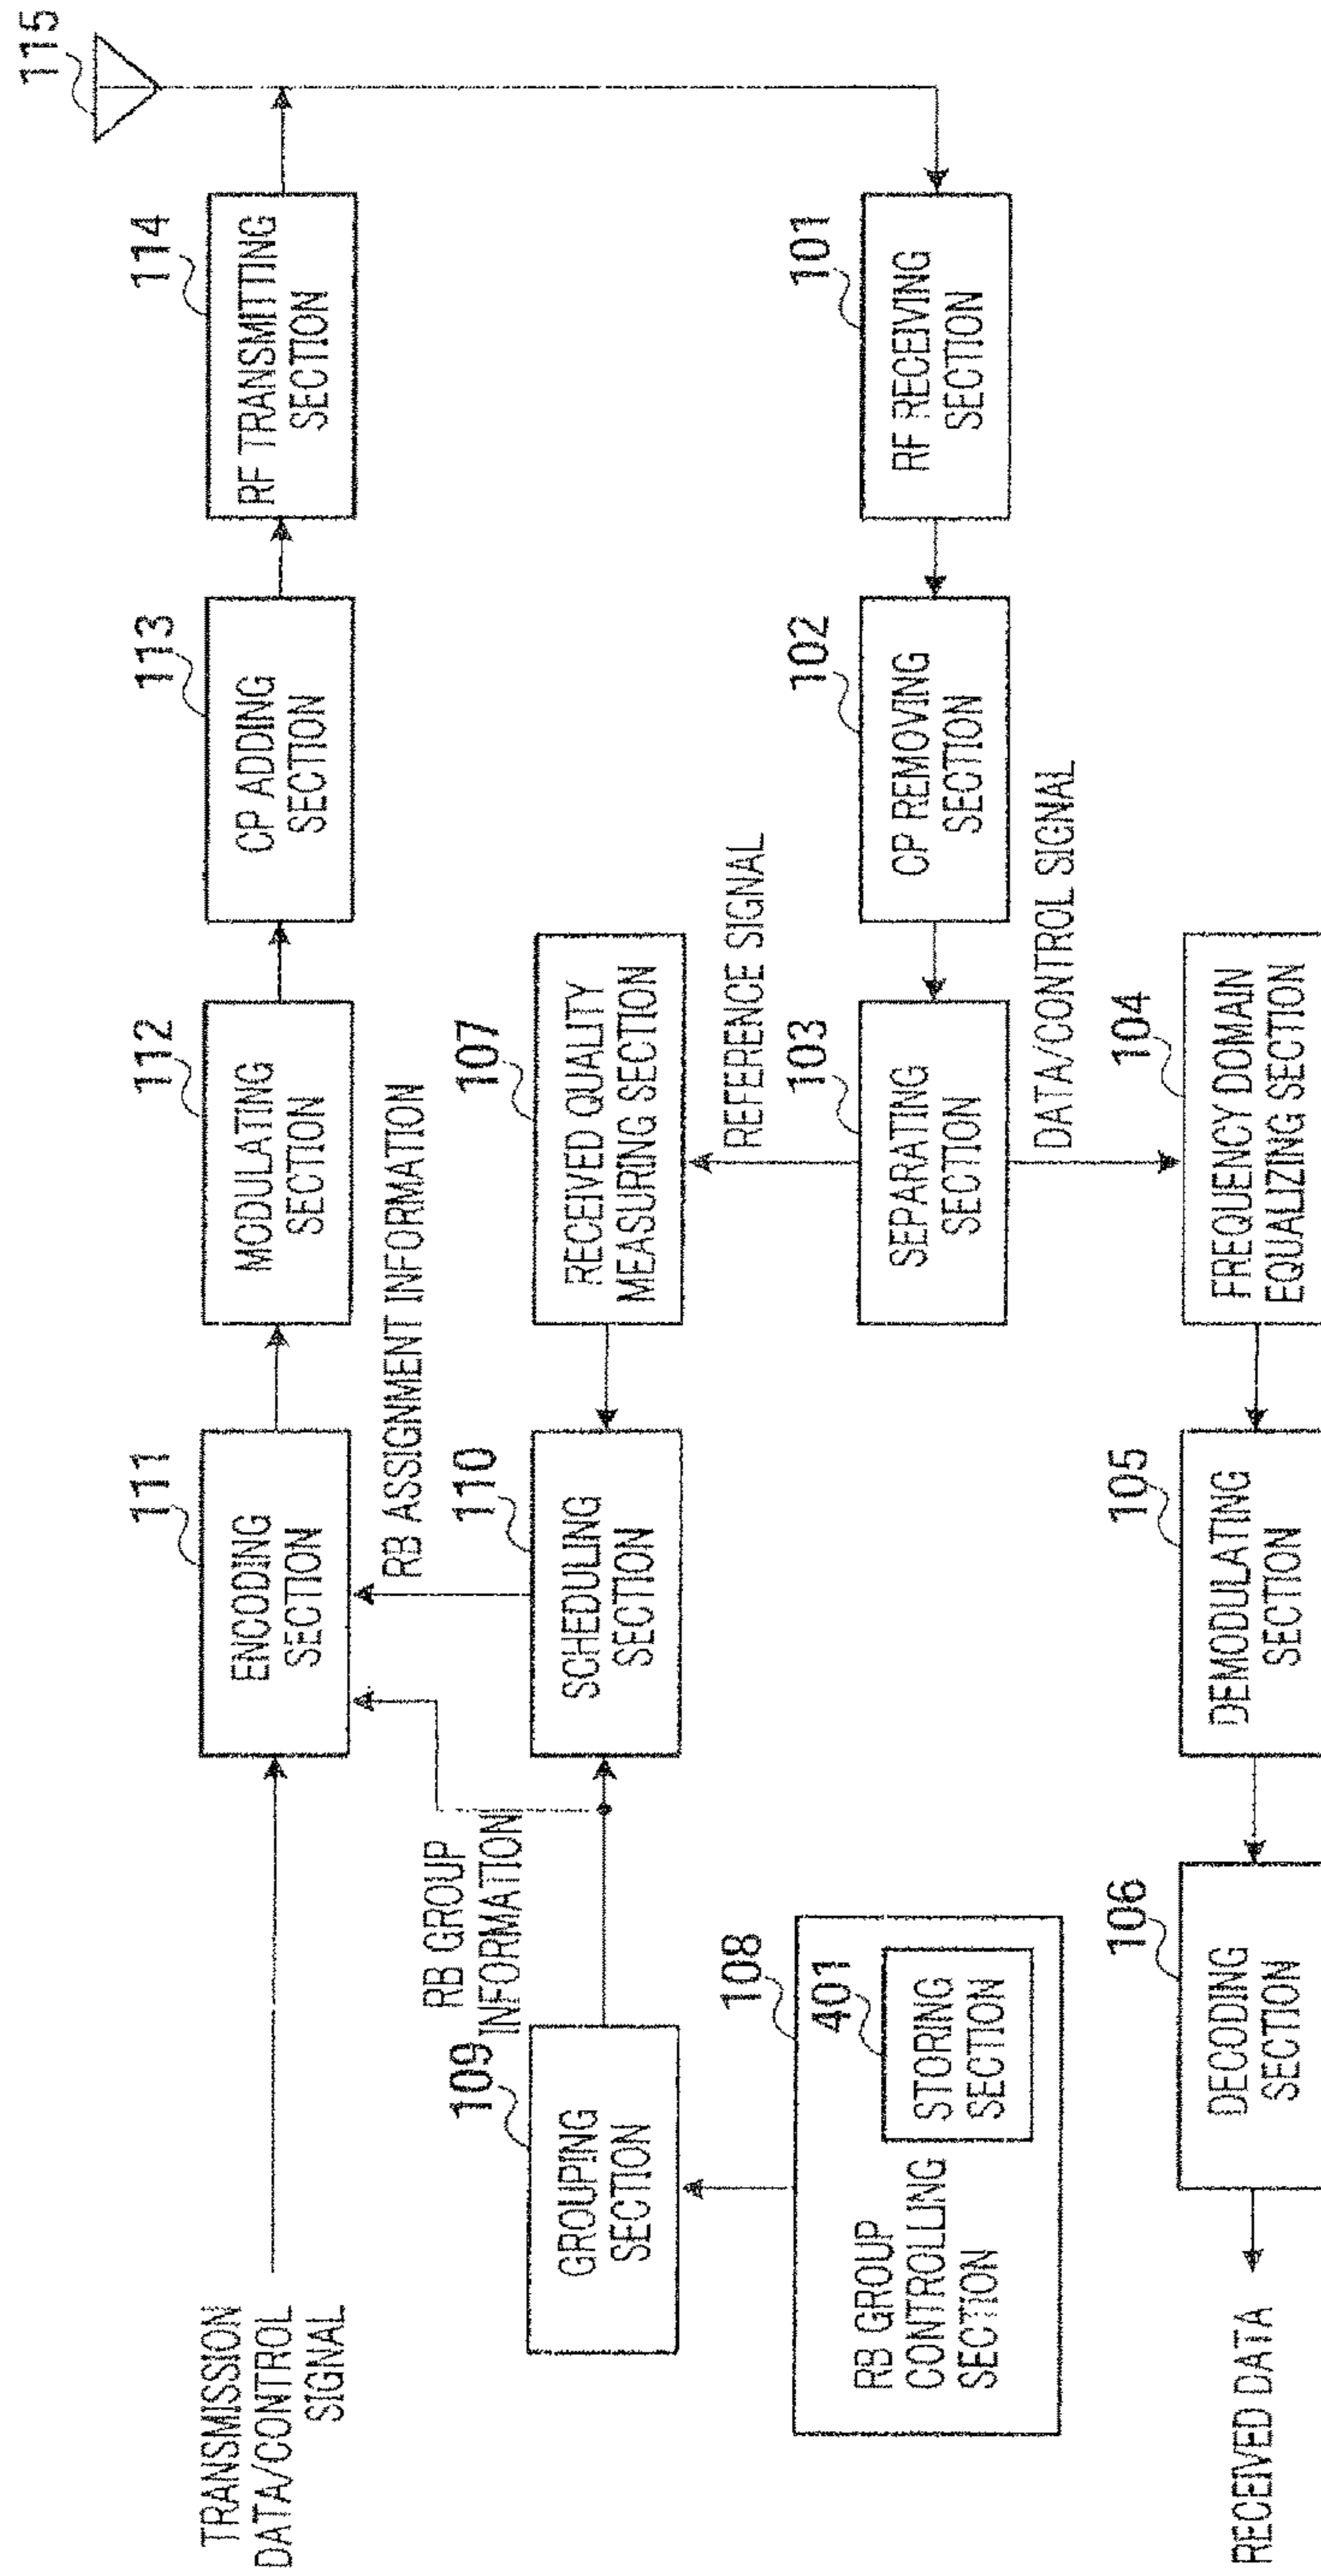 115
114
RF TRANSMITTING
SECTION
113
CP ADDING
SECTION
112
MODULATING
SECTION
111
ENCODING
SECTION
TRANSMISSION
DATA/CONTROL
SIGNAL
RB ASSIGNMENT INFORMATION
RB GROUP
INFORMATION
107
RECEIVED QUALITY
MEASURING SECTION
110
SCHEDULING
SECTION
109
GROUPING
SECTION
REFERENCE SIGNAL
101
RF RECEIVING
SECTION
102
CP REMOVING
SECTION
103
SEPARATING
SECTION
108
RB GROUP
CONTROLLING
SECTION
401
STORING
SECTION
DATA/CONTROL SIGNAL
104
FREQUENCY DOMAIN
EQUALIZING SECTION
105
DEMODULATING
SECTION
106
DECODING
SECTION
RECEIVED DATA